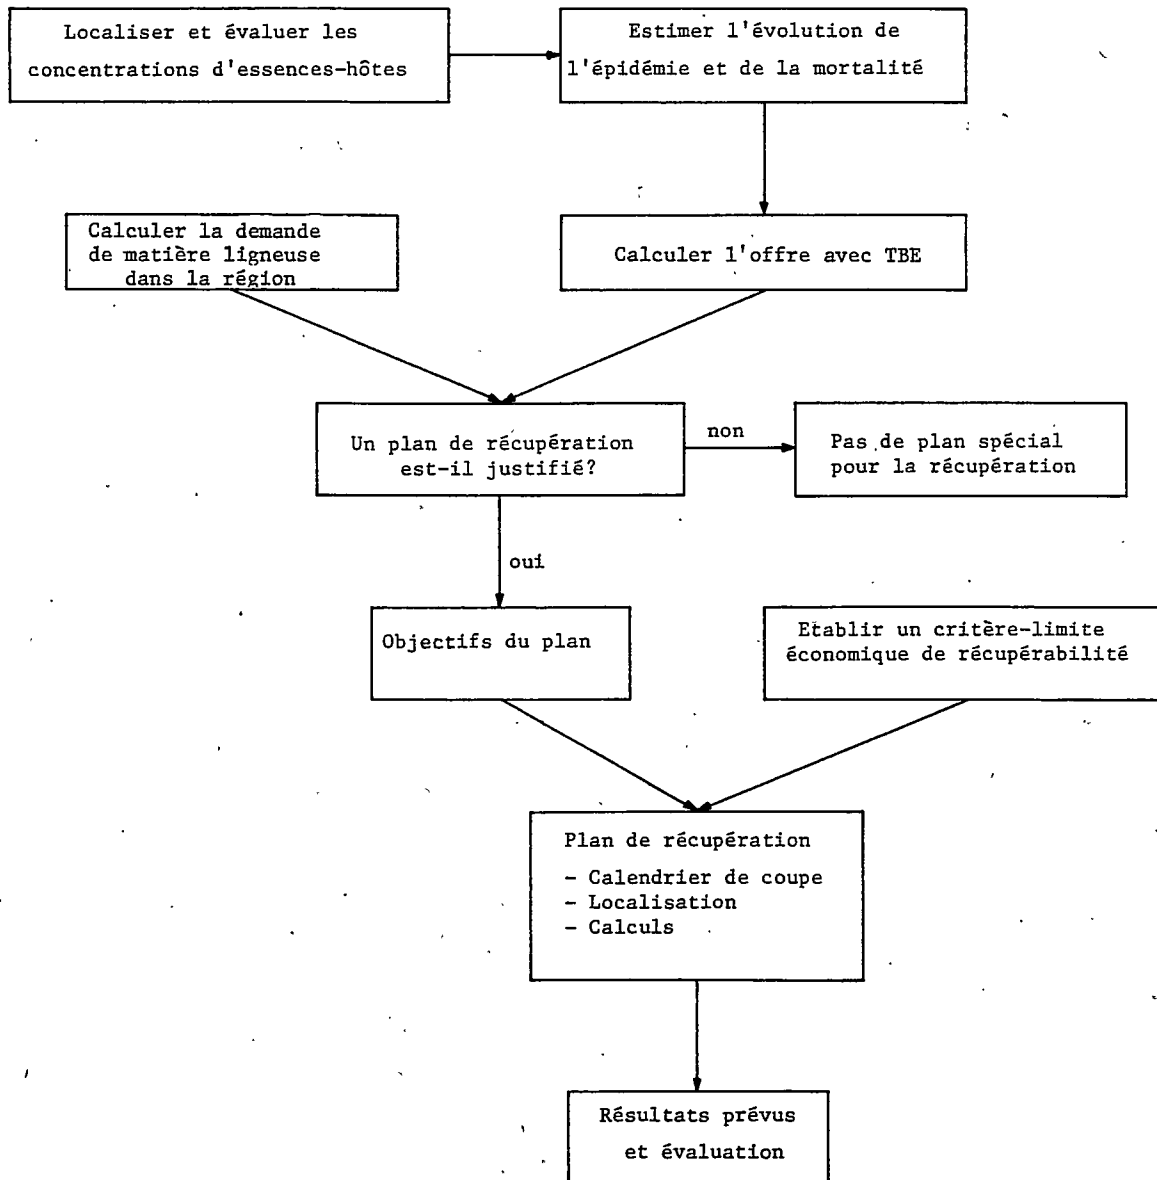 Localiser et évaluer les
concentrations d'essences-hôtes
Estimer l'évolution de
l'épidémie et de la mortalité
Calculer la demande
de matière ligneuse
dans la région
Calculer l'offre avec TBE
Un plan de récupération
est-il justifié?
non
Pas de plan spécial
pour la récupération
oui
Objectifs du plan
Etablir un critère-limite
économique de récupérabilité
Plan de récupération
- Calendrier de coupe
- Localisation
- Calculs
Résultats prévus
et évaluation